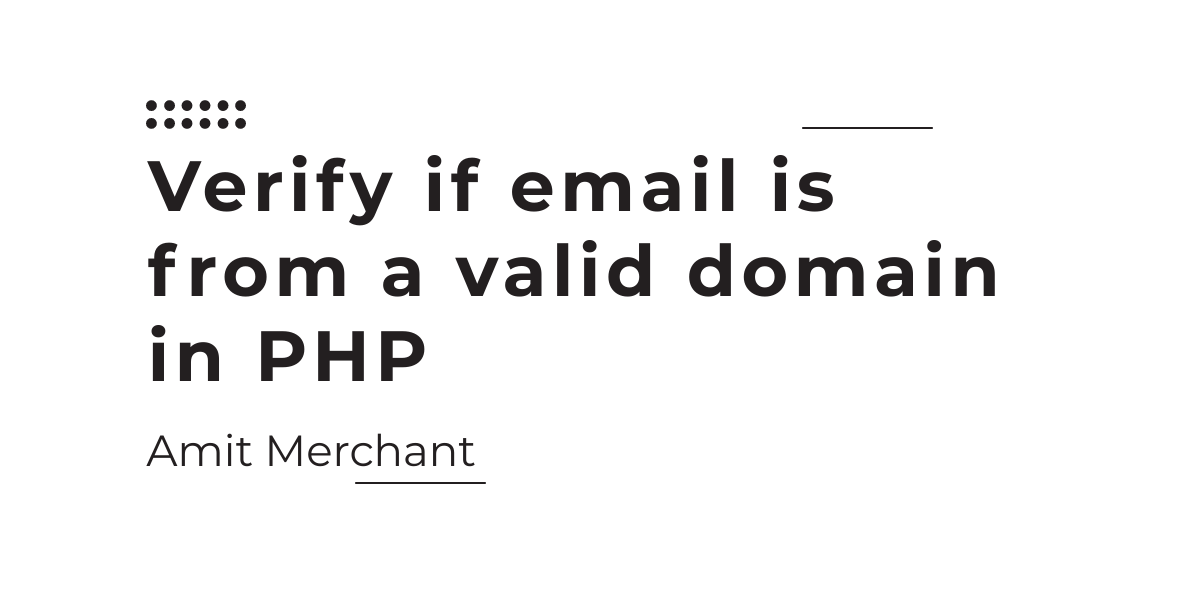 Verify if email is
from a valid domain
in PHP
Amit Merchant